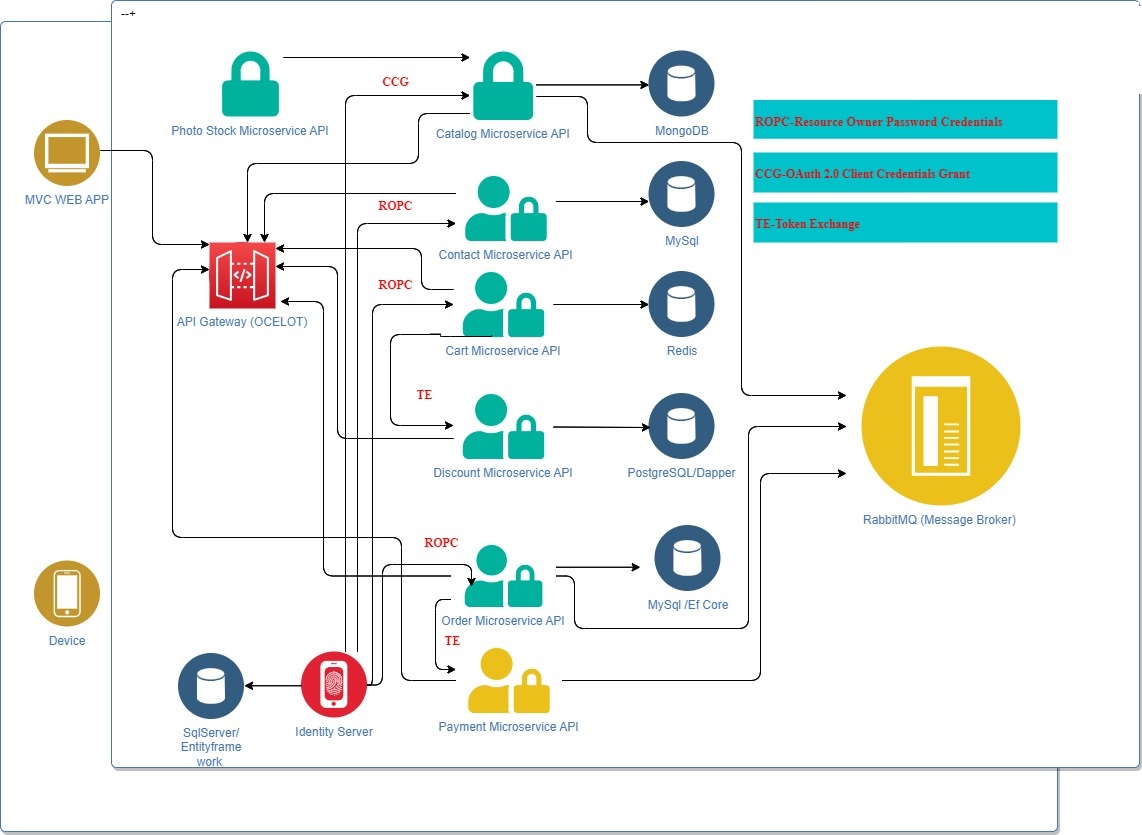 --+
CCG
Photo Stock Microservice API
Catalog Microservice API
MongoDB
ROPC-Resource Owner Password Credentials
CCG-OAuth 2.0 Client Credentials Grant
TE-Token Exchange
MVC WEB APP
ROPC
Contact Microservice API
MySql
</>
API Gateway (OCELOT)
ROPC
Cart Microservice API
Redis
TE
Discount Microservice API
PostgreSQL/Dapper
RabbitMQ (Message Broker)
ROPC
Order Microservice API
MySql /Ef Core
Device
TE
Payment Microservice API
SqlServer/
Entityframe
work
Identity Server